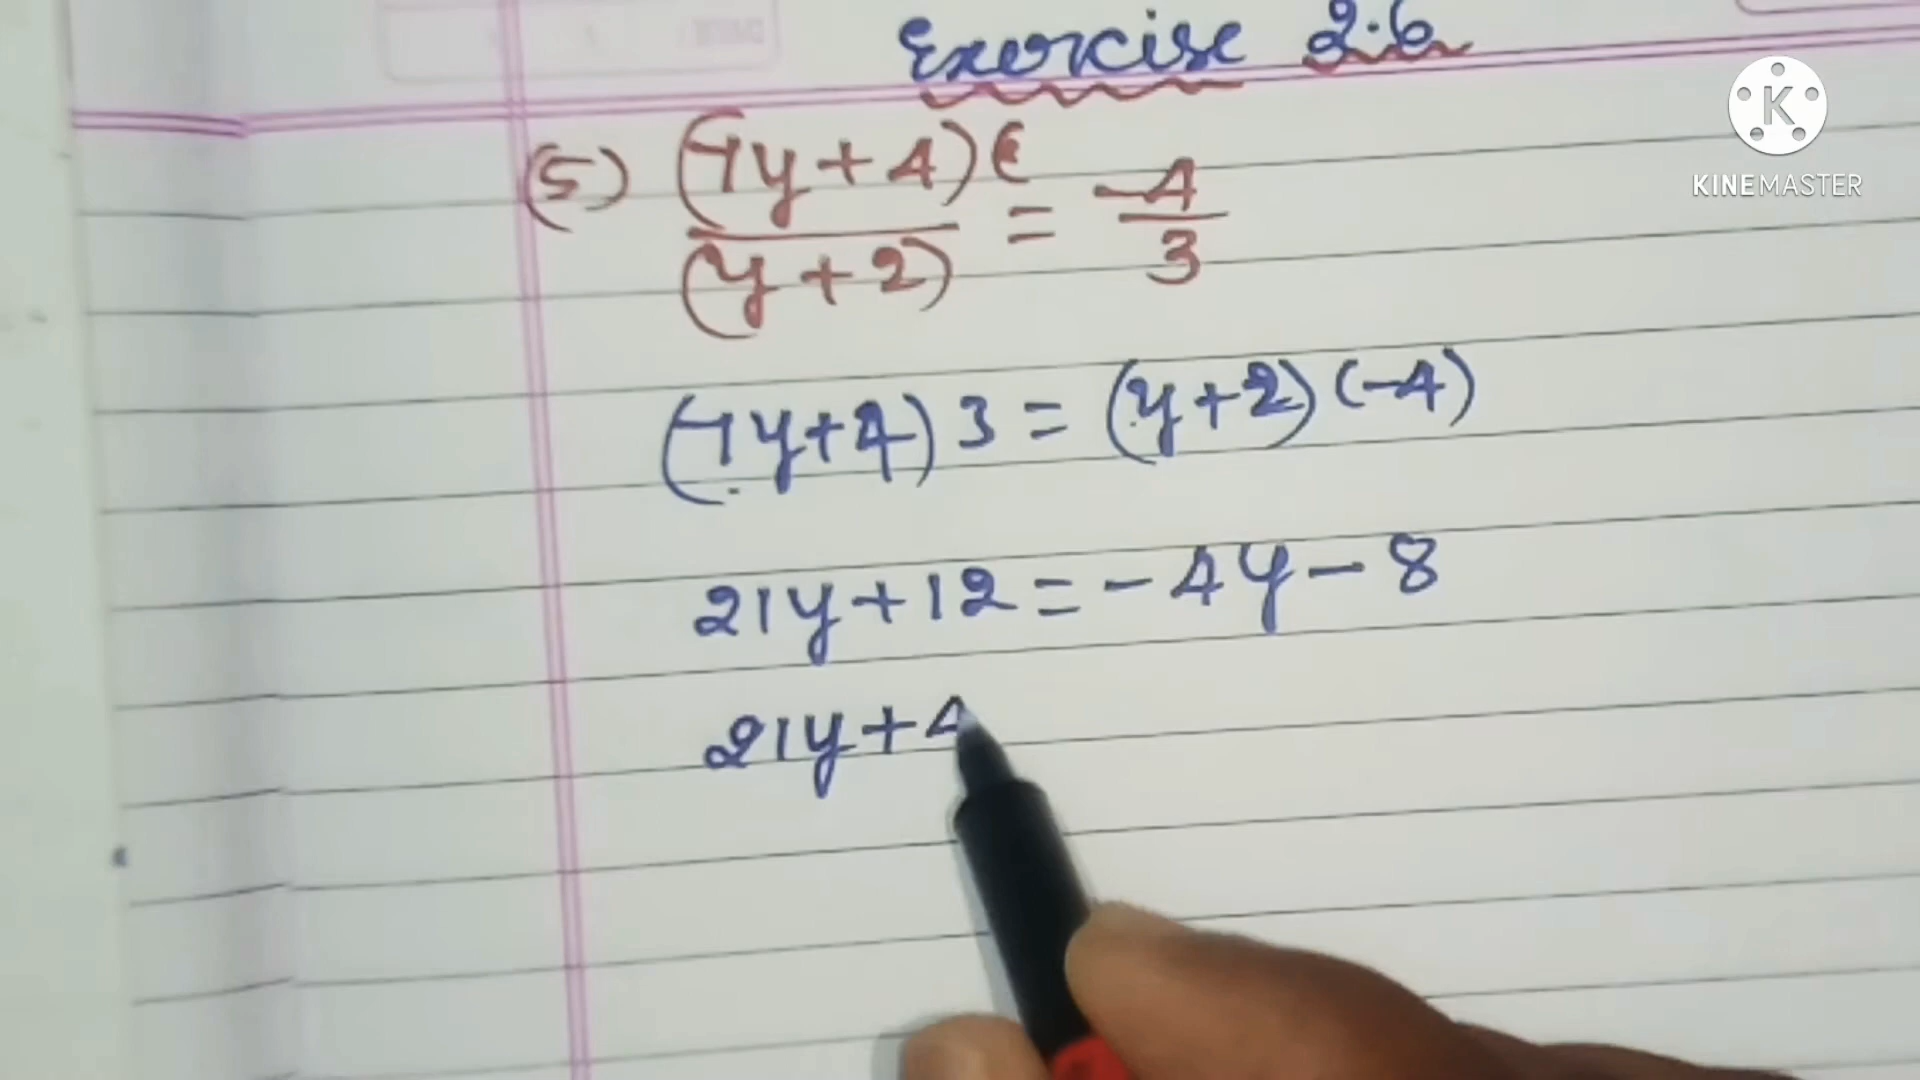 Exercise 2.6
(5) (7y+4)(
= -4
(y+2) 3
(7y+4) 3 = (y+2) (-4)
21y+12 = -4y-8
21y+4
KINEMASTER